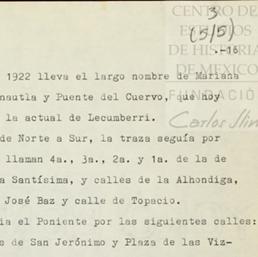 3
(5/5)
CENTRO DE
ESTUDIOS
DE HISTORIA
DE MEXICO
FUNDACIÓN
Carlos Slim
.-16
1922 lleva el largo nombre de Mariana
nautla y Puente del Cuervo, que hoy
la actual de Lecumberri.
de Norte a Sur, la traza seguía por
llaman 4a., 3a., 2a. y 1a. de la de
a Santísima, y calles de la Alhondiga,
José Baz y calle de Topacio.
ia el Poniente por las siguientes calles:
s de San Jerónimo y Plaza de las Viz-